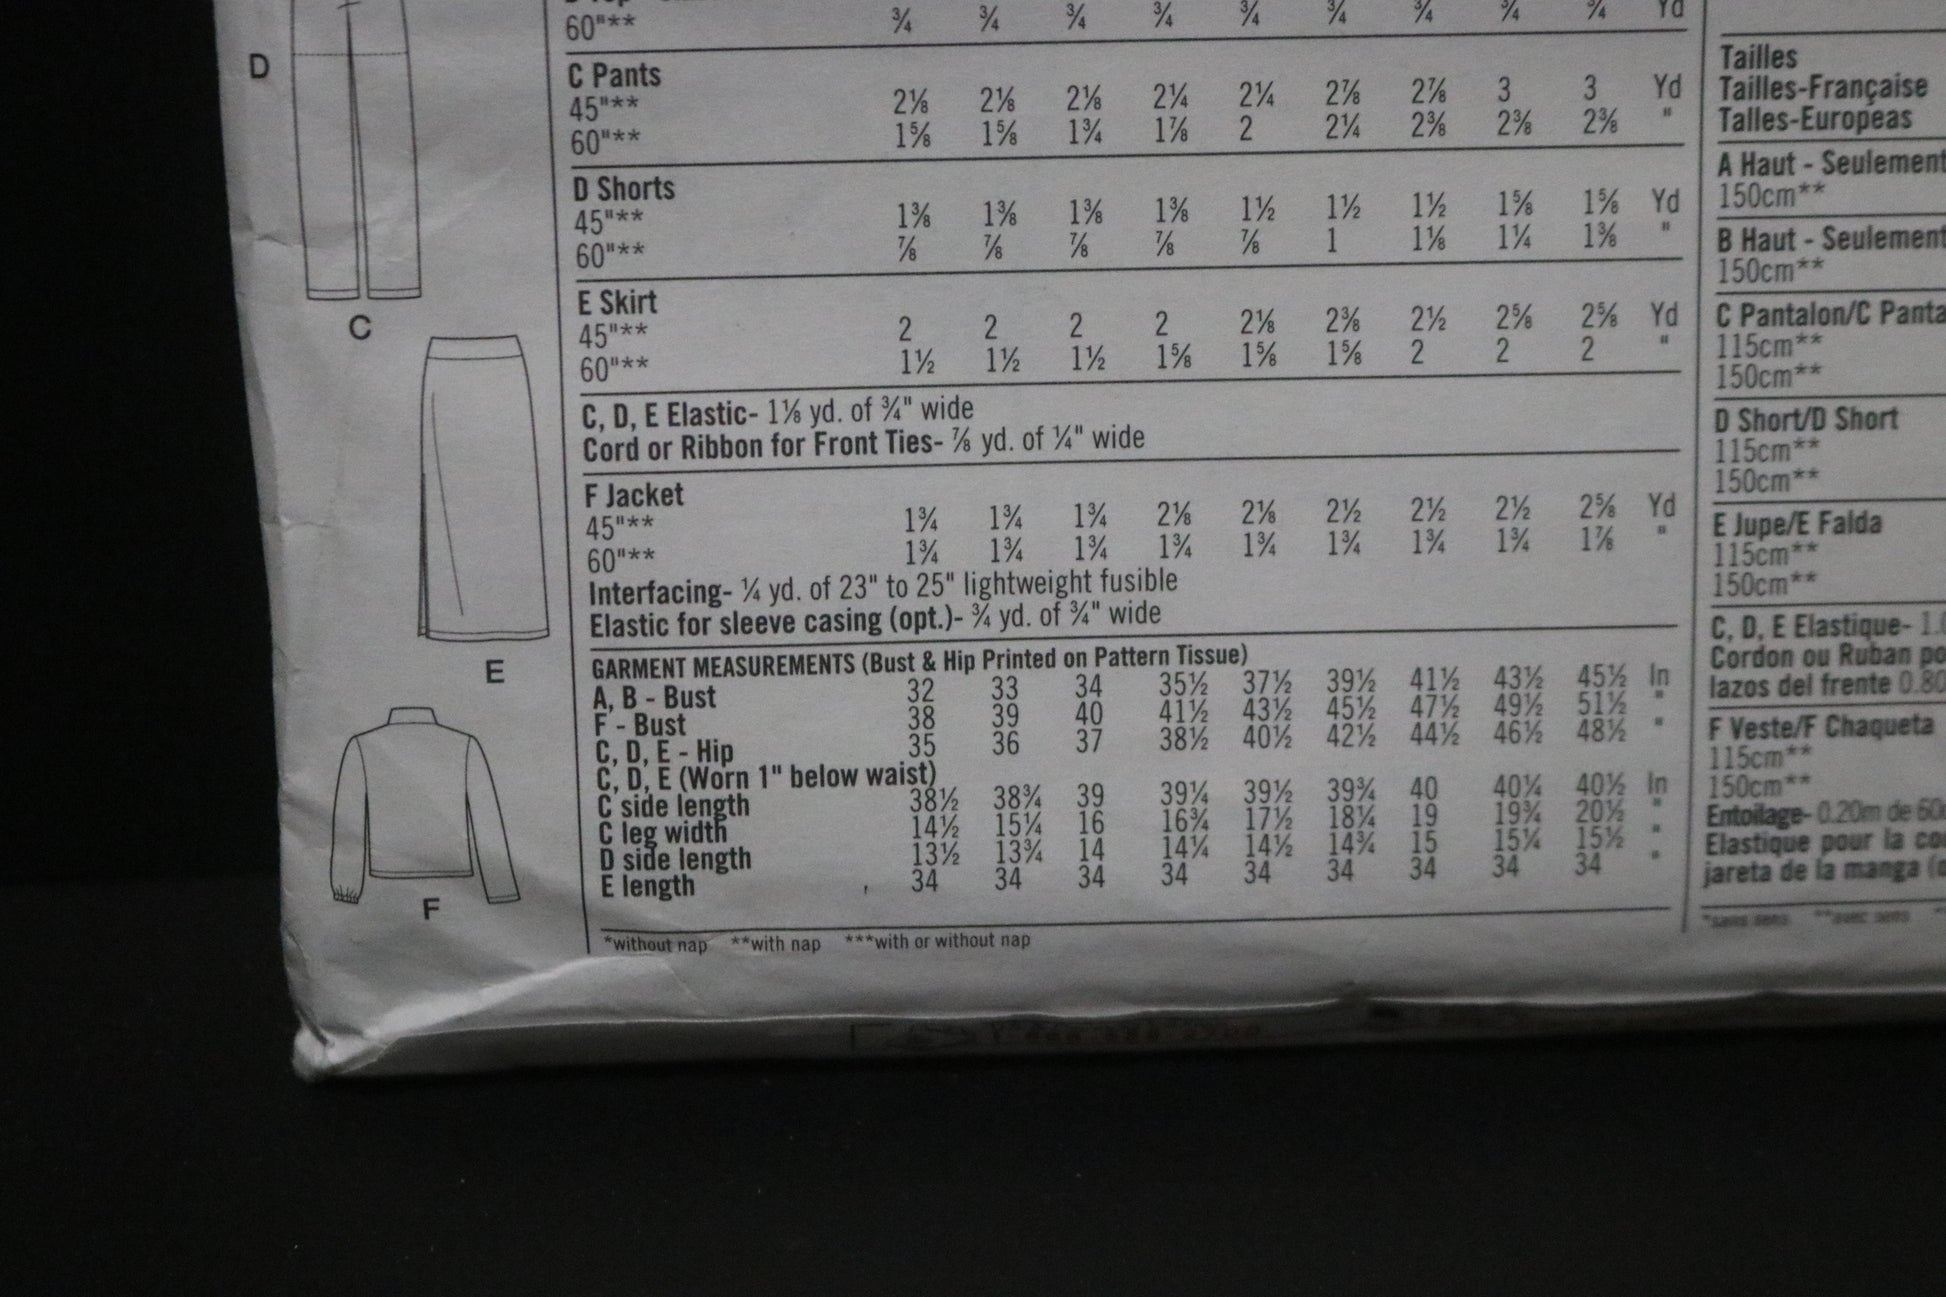 D
C
E
F
60"** ¾ ¾ ¾ ¾ ¾ ¾ ¾ ¾ ¾ Yd
C Pants
45"** 2⅛ 2⅛ 2⅛ 2¼ 2¼ 2⅞ 2⅞ 3 3 Yd
60"** 1⅝ 1⅝ 1¾ 1⅞ 2 2¼ 2⅜ 2⅜ 2⅜ "
D Shorts
45"** 1⅜ 1⅜ 1⅜ 1⅜ 1½ 1½ 1½ 1⅝ 1⅝ Yd
60"** ⅞ ⅞ ⅞ ⅞ ⅞ 1 1⅛ 1¼ 1⅜ "
E Skirt
45"** 2 2 2 2 2⅛ 2⅜ 2½ 2⅝ 2⅝ Yd
60"** 1½ 1½ 1½ 1⅝ 1⅝ 1⅝ 2 2 2 "
C, D, E Elastic- 1⅛ yd. of ¾" wide
Cord or Ribbon for Front Ties- ⅞ yd. of ¼" wide
F Jacket
45"** 1¾ 1¾ 1¾ 2⅛ 2⅛ 2½ 2½ 2½ 2⅝ Yd
60"** 1¾ 1¾ 1¾ 1¾ 1¾ 1¾ 1¾ 1¾ 1⅞ "
Interfacing- ¼ yd. of 23" to 25" lightweight fusible
Elastic for sleeve casing (opt.)- ¾ yd. of ¾" wide
GARMENT MEASUREMENTS (Bust & Hip Printed on Pattern Tissue)
A, B - Bust 32 33 34 35½ 37½ 39½ 41½ 43½ 45½ In
F - Bust 38 39 40 41½ 43½ 45½ 47½ 49½ 51½ "
C, D, E - Hip 35 36 37 38½ 40½ 42½ 44½ 46½ 48½ "
C, D, E (Worn 1" below waist)
C side length 38½ 38¾ 39 39¼ 39½ 39¾ 40 40¼ 40½ In
C leg width 14½ 15¼ 16 16¾ 17½ 18¼ 19 19¾ 20½ "
D side length 13½ 13¾ 14 14¼ 14½ 14¾ 15 15¼ 15½ "
E length 34 34 34 34 34 34 34 34 34 "
*without nap **with nap ***with or without nap
Tailles
Tailles-Française
Talles-Europeas
A Haut - Seulement
150cm**
B Haut - Seulement
150cm**
C Pantalon/C Panta
115cm**
150cm**
D Short/D Short
115cm**
150cm**
E Jupe/E Falda
115cm**
150cm**
C, D, E Elastique- 1.0
Cordon ou Ruban po
lazos del frente 0.80
F Veste/F Chaqueta
115cm**
150cm**
Entoilage- 0.20m de 60
Elastique pour la co
jareta de la manga (o
*sans sens **avec sens